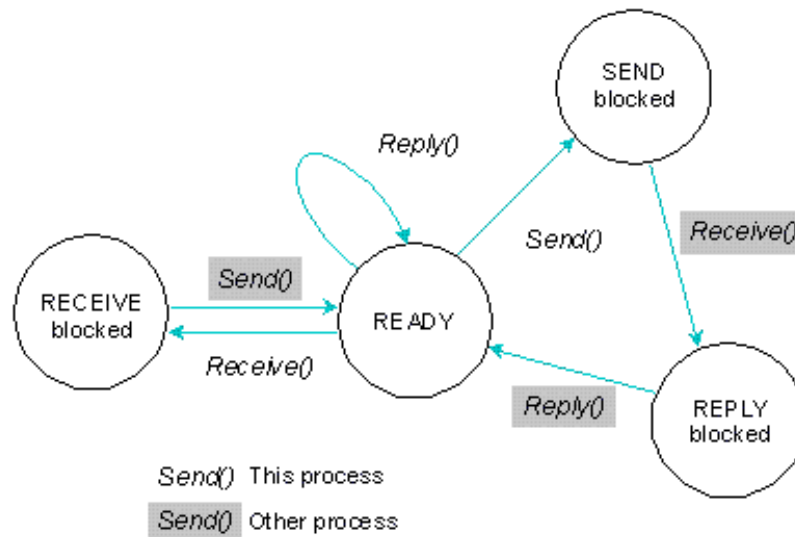 SEND
blocked
Reply()
Send()
Receive()
Send()
RECEIVE
blocked
READY
Receive()
Reply()
REPLY
blocked
Send() This process
Send() Other process